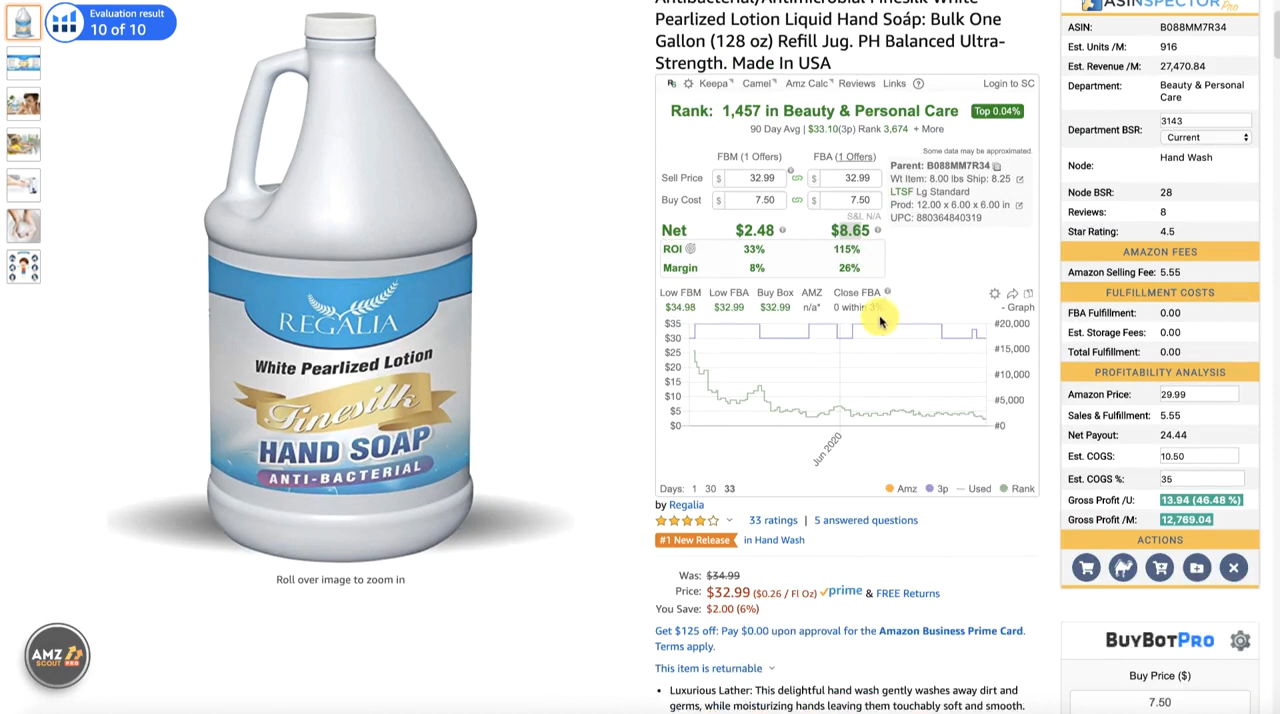 Evaluation result
10 of 10
REGALIA
White Pearlized Lotion
Finesilk
HAND SOAP
ANTI-BACTERIAL
Roll over image to zoom in
AMZ
SCOUT PRO
Antibacterial/Antimicrobial Finesilk White
Pearlized Lotion Liquid Hand Soáp: Bulk One
Gallon (128 oz) Refill Jug. PH Balanced Ultra-
Strength. Made In USA
Keepa Camel Amz Calc Reviews Links ? Login to SC
Rank: 1,457 in Beauty & Personal Care Top 0.04%
90 Day Avg | $33.10(3p) Rank 3,674 + More
Some data may be approximated.
FBM (1 Offers) FBA (1 Offers)
Sell Price $ 32.99 $ 32.99
Buy Cost $ 7.50 $ 7.50
S&L N/A
Net $2.48 $8.65
ROI 33% 115%
Margin 8% 26%
Parent: B088MM7R34
Wt Item: 8.00 lbs Ship: 8.25
LTSF Lg Standard
Prod: 12.00 x 6.00 x 6.00 in
UPC: 880364840319
Low FBM Low FBA Buy Box AMZ Close FBA
$34.98 $32.99 $32.99 n/a* 0 within 3%
- Graph
$35 #20,000
$30
$25 #15,000
$20
$15 #10,000
$10 #5,000
$5
$0 #0
Jun 2020
Days: 1 30 33 Amz 3p Used Rank
by Regalia
33 ratings | 5 answered questions
#1 New Release in Hand Wash
Was: $34.99
Price: $32.99 ($0.26 / Fl Oz) prime & FREE Returns
You Save: $2.00 (6%)
Get $125 off: Pay $0.00 upon approval for the Amazon Business Prime Card.
Terms apply.
This item is returnable
• Luxurious Lather: This delightful hand wash gently washes away dirt and
germs, while moisturizing hands leaving them touchably soft and smooth.
ASINSPECTOR Pro
ASIN: B088MM7R34
Est. Units /M: 916
Est. Revenue /M: 27,470.84
Department: Beauty & Personal
Care
Department BSR: 3143
Current
Node: Hand Wash
Node BSR: 28
Reviews: 8
Star Rating: 4.5
AMAZON FEES
Amazon Selling Fee: 5.55
FULFILLMENT COSTS
FBA Fulfillment: 0.00
Est. Storage Fees: 0.00
Total Fulfillment: 0.00
PROFITABILITY ANALYSIS
Amazon Price: 29.99
Sales & Fulfillment: 5.55
Net Payout: 24.44
Est. COGS: 10.50
Est. COGS %: 35
Gross Profit /U: 13.94 (46.48 %)
Gross Profit /M: 12,769.04
ACTIONS
BUYBOTPRO
Buy Price ($)
7.50